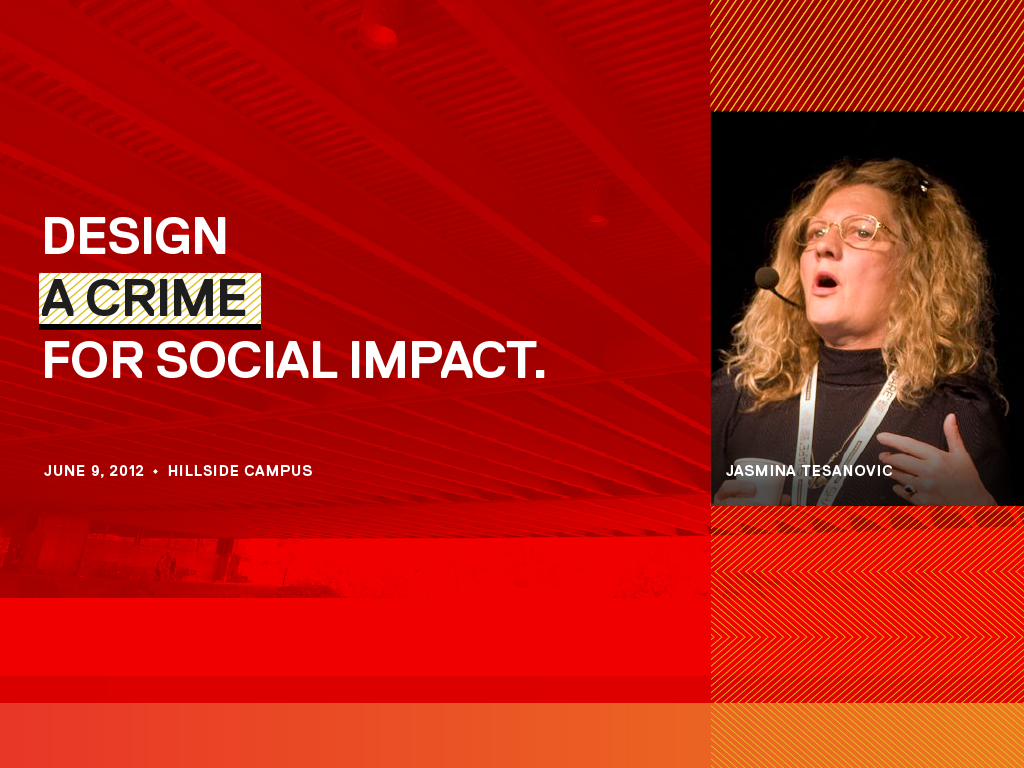 DESIGN
A CRIME
FOR SOCIAL IMPACT.
JUNE 9, 2012 • HILLSIDE CAMPUS
JASMINA TESANOVIC